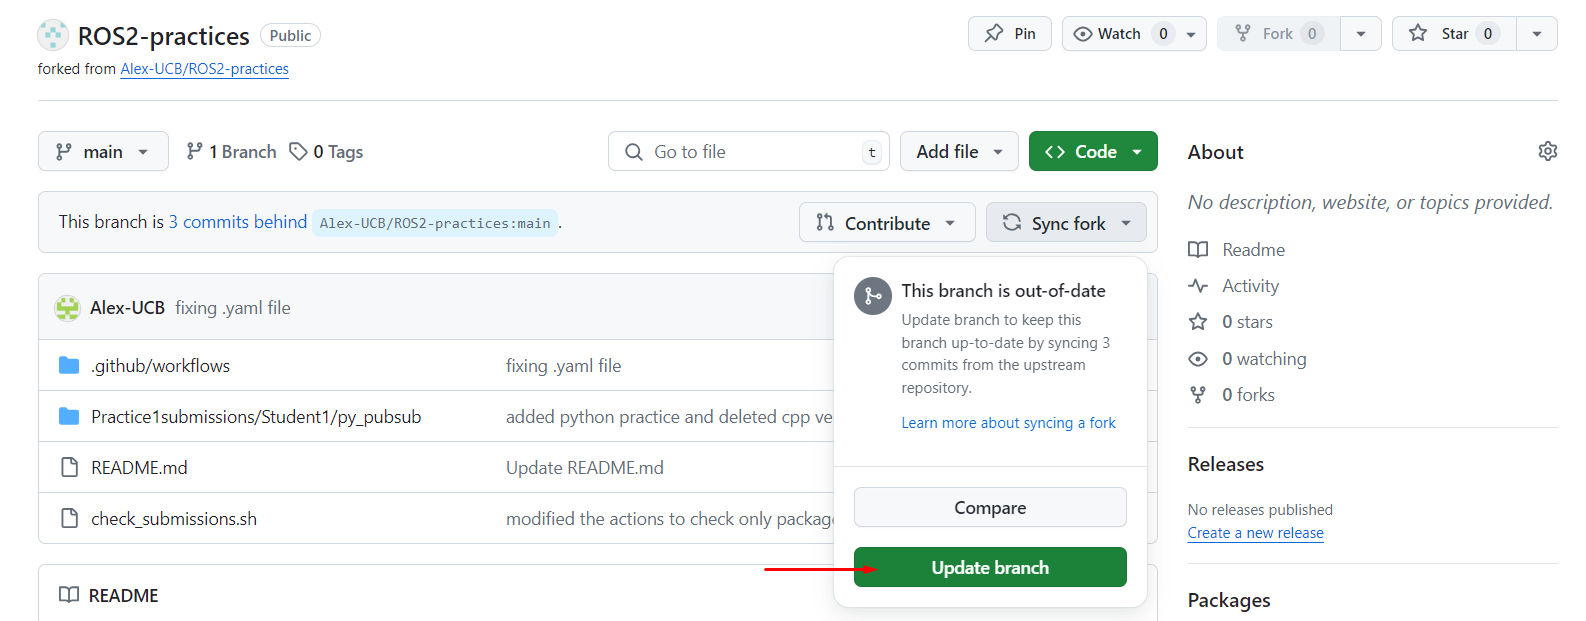 ROS2-practices Public
Pin
Watch 0
Fork 0
Star 0
forked from Alex-UCB/ROS2-practices
main
1 Branch
0 Tags
Go to file
t
Add file
Code
This branch is 3 commits behind Alex-UCB/ROS2-practices:main .
Contribute
Sync fork
Alex-UCB fixing .yaml file
.github/workflows fixing .yaml file
Practice1submissions/Student1/py_pubsub added python practice and deleted cpp ve
README.md Update README.md
check_submissions.sh modified the actions to check only package
README
This branch is out-of-date
Update branch to keep this
branch up-to-date by syncing 3
commits from the upstream
repository.
Learn more about syncing a fork
Compare
Update branch
About
No description, website, or topics provided.
Readme
Activity
0 stars
0 watching
0 forks
Releases
No releases published
Create a new release
Packages